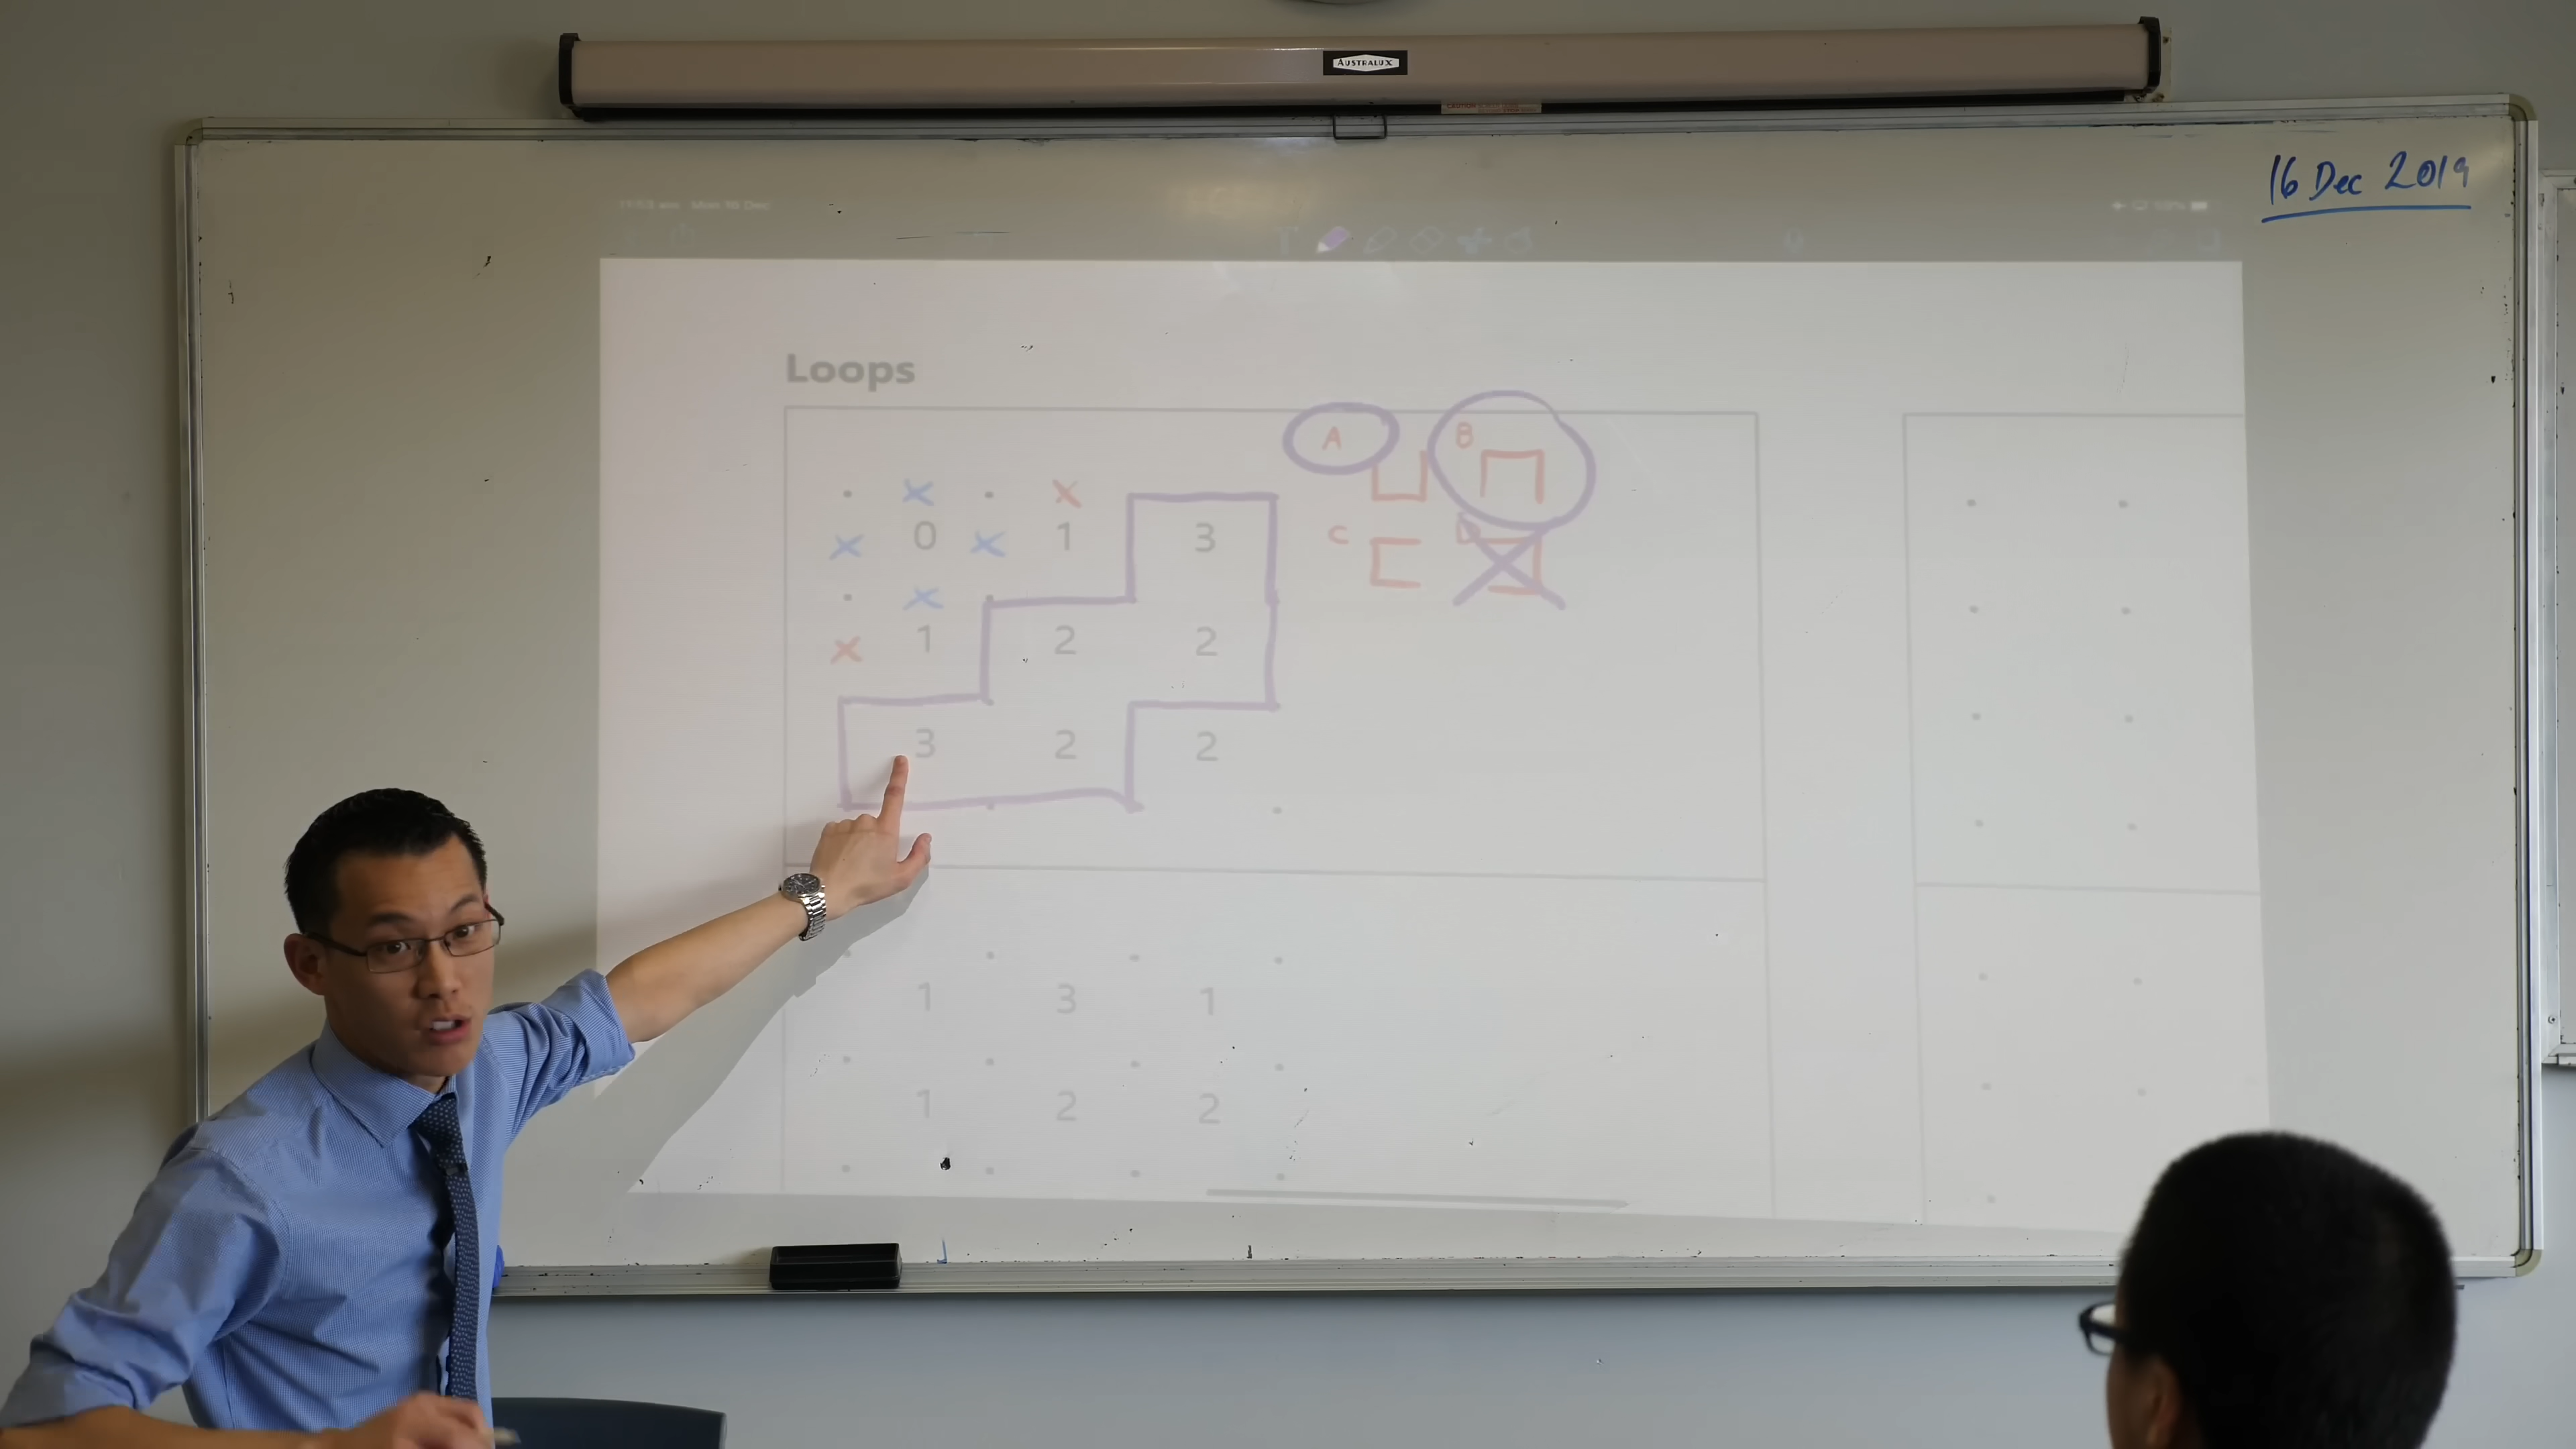 AUSTRALUX
16 Dec 2019
Loops
A B
0 1 3
C D
1 2 2
3 2 2
1 3 1
1 2 2